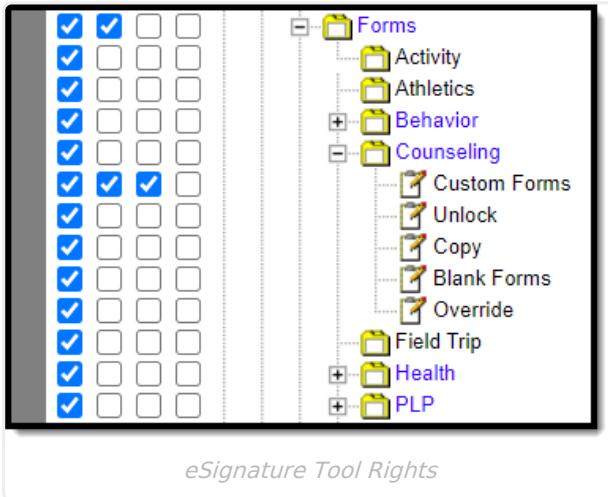 Forms
Activity
Athletics
Behavior
Counseling
Custom Forms
Unlock
Copy
Blank Forms
Override
Field Trip
Health
PLP
eSignature Tool Rights